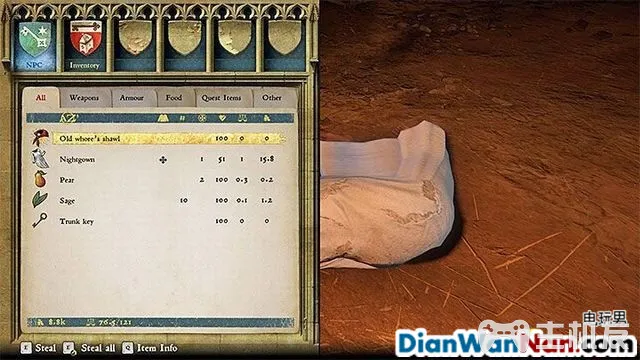 NPC Inventory
All Weapons Armour Food Quest Items Other
Old whore's shawl 100 0 0
Nightgown 1 51 1 15.8
Pear 2 100 0.3 0.2
Sage 10 100 0.1 1.2
Trunk key 100 0 0
8.8k 76.5/121
E Steal Steal all Q Item Info
电玩男
DianWanNan.com